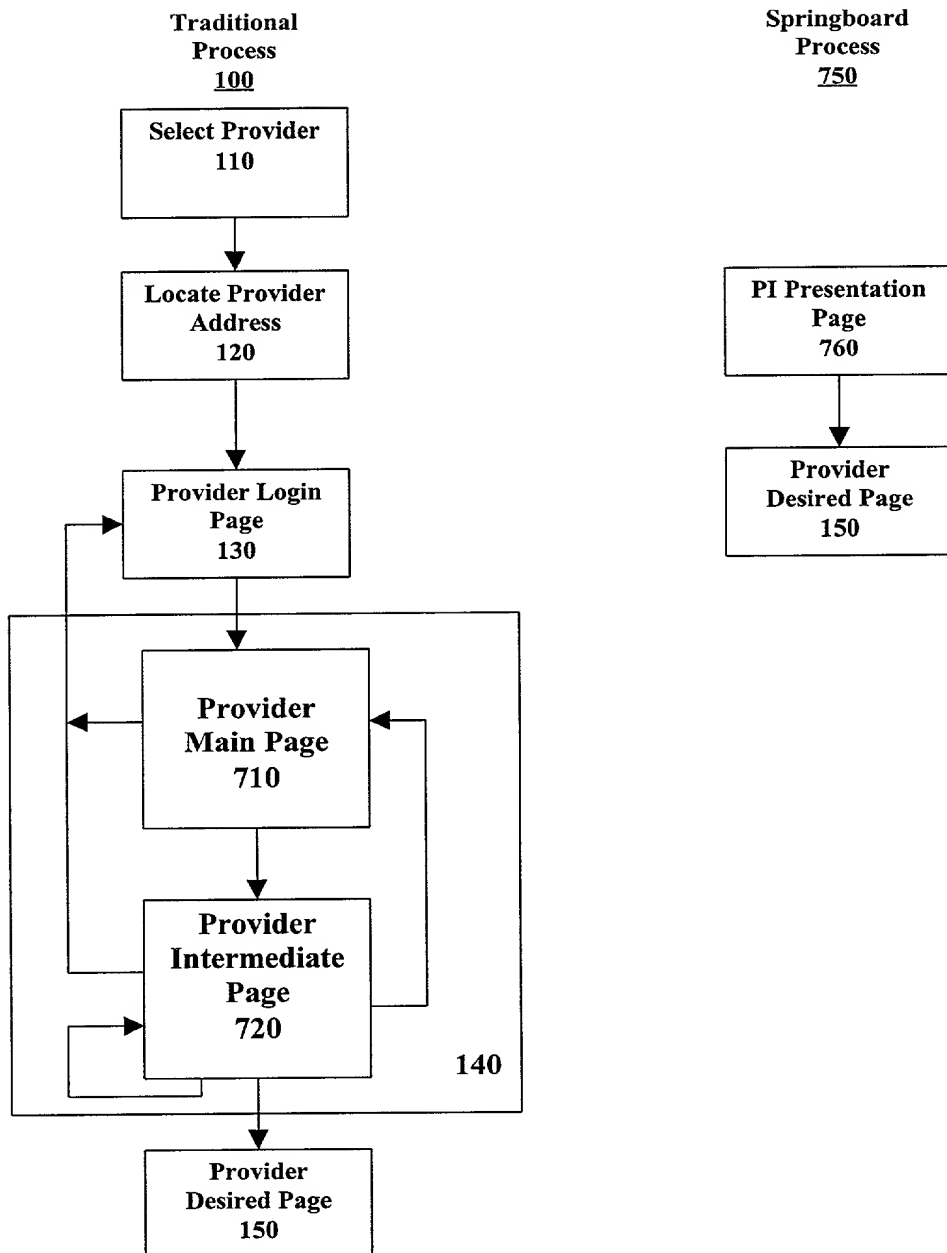 Traditional
Process
100
Select Provider
110
Locate Provider
Address
120
Provider Login
Page
130
Provider
Main Page
710
Provider
Intermediate
Page
720
140
Provider
Desired Page
150
Springboard
Process
750
PI Presentation
Page
760
Provider
Desired Page
150